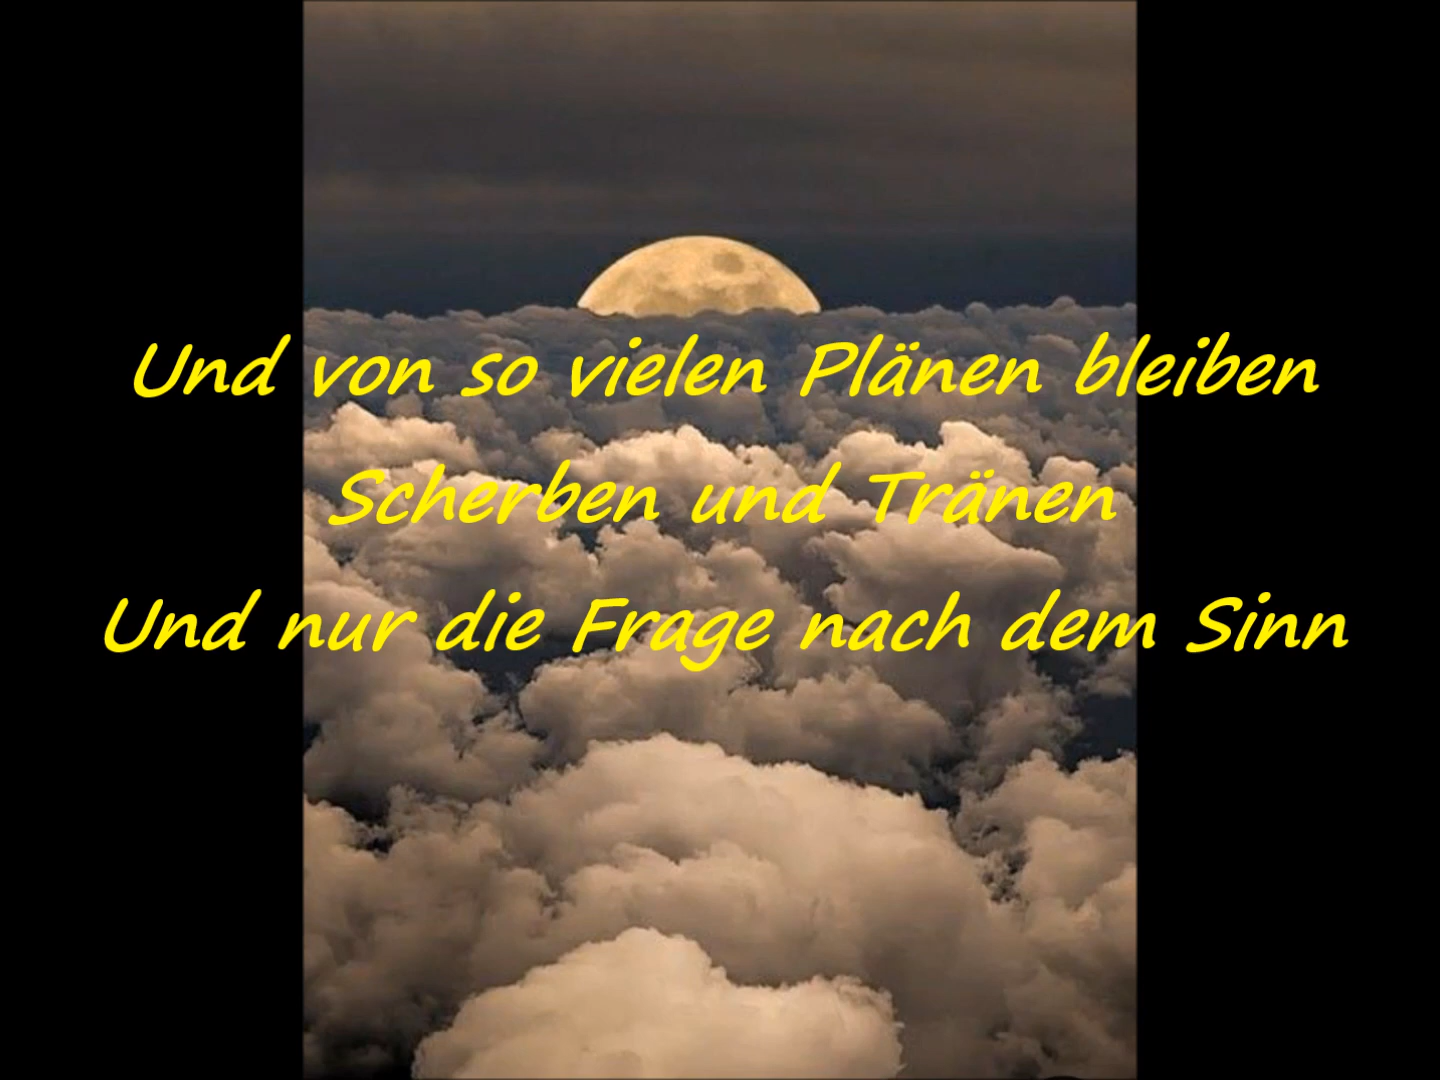 Und von so vielen Plänen bleiben
Scherben und Tränen
Und nur die Frage nach dem Sinn